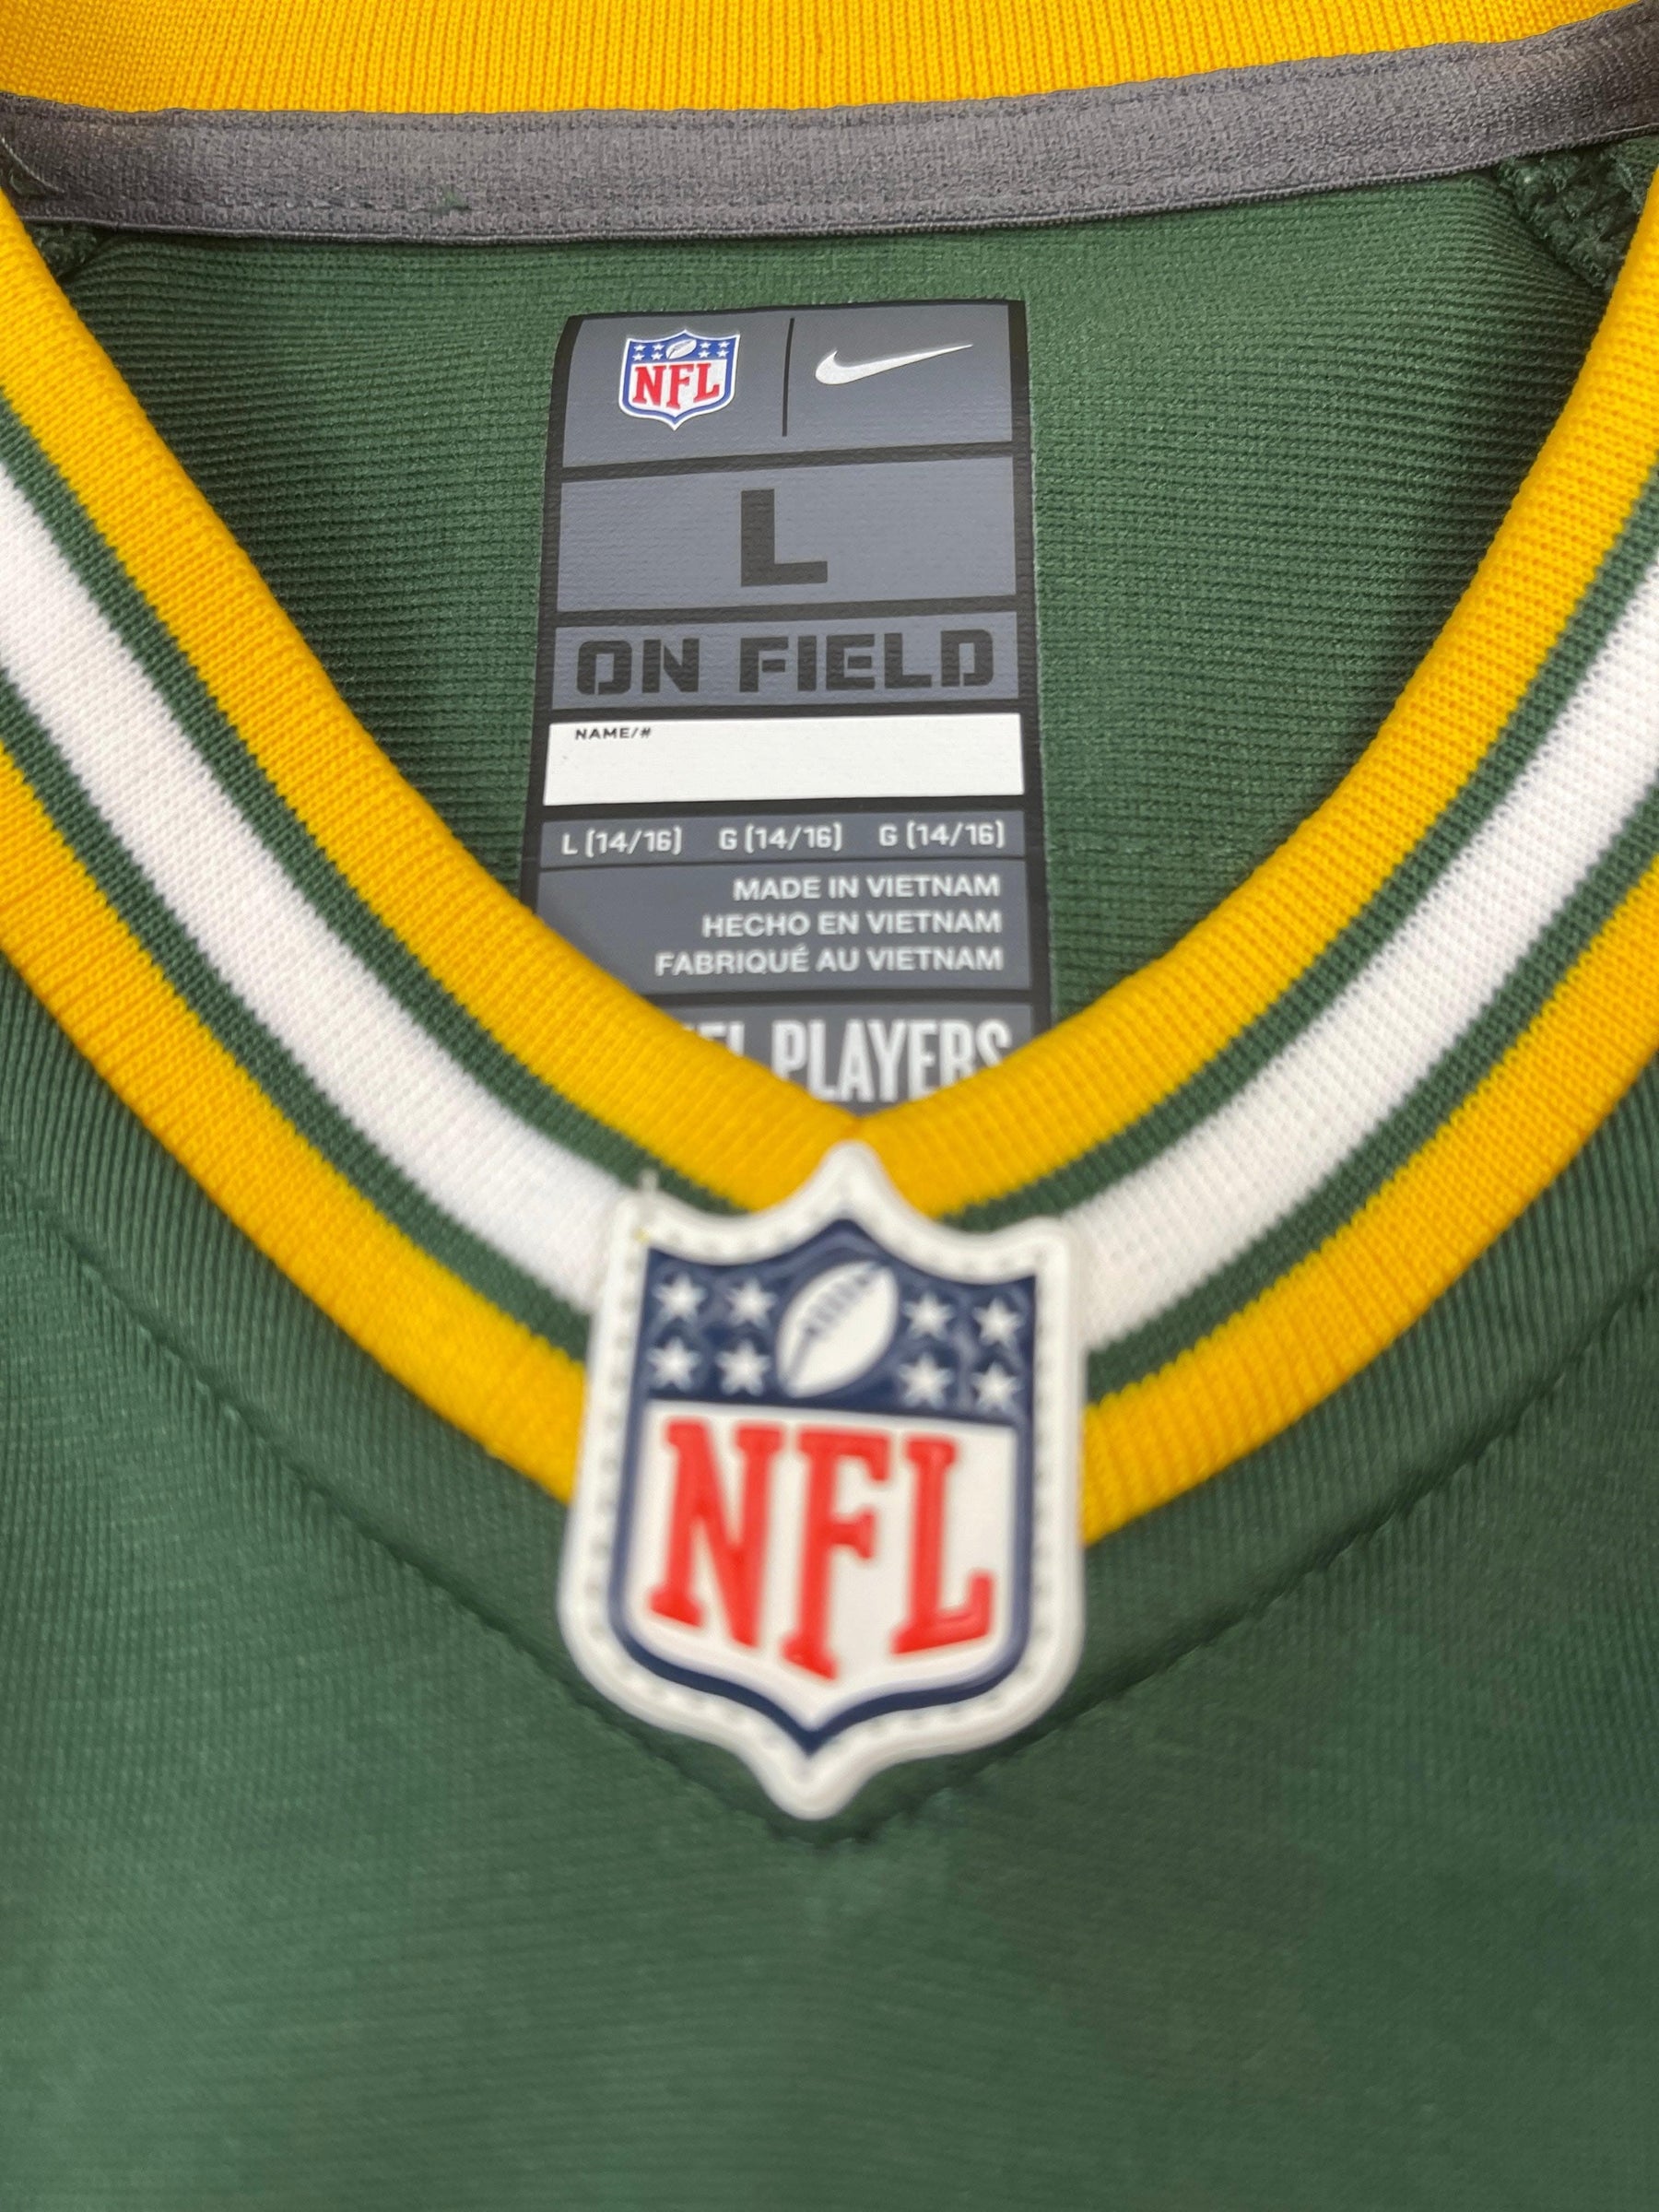 NFL
L
ON FIELD
NAME/#
L (14/16) G (14/16) G (14/16)
MADE IN VIETNAM
HECHO EN VIETNAM
FABRIQUÉ AU VIETNAM
PLAYERS
NFL